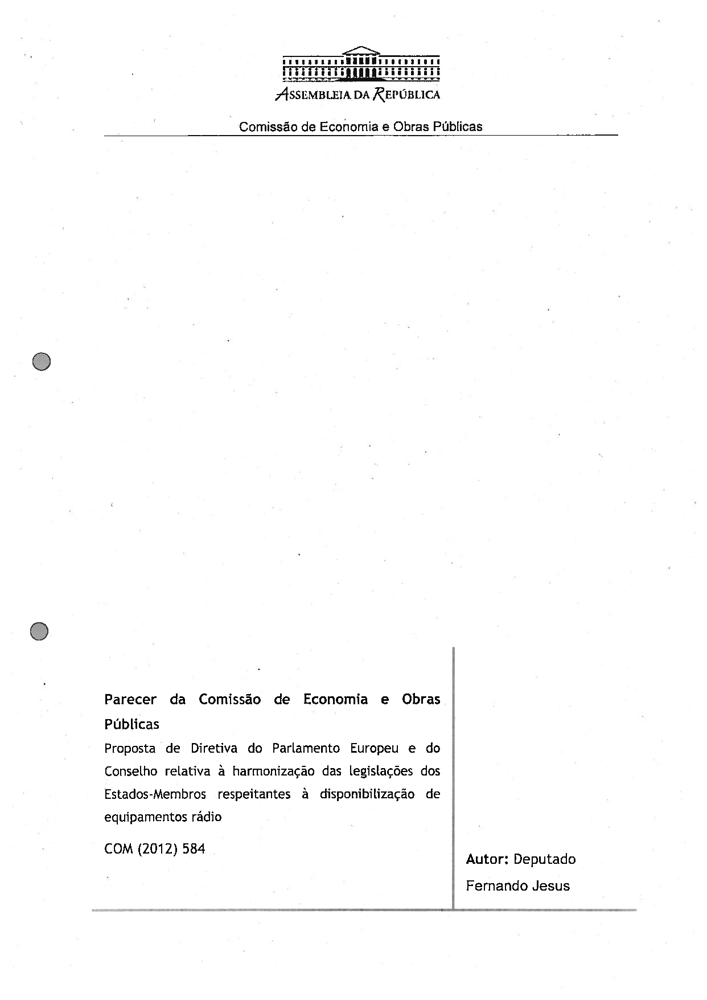 ASSEMBLEIA DA REPÚBLICA
Comissão de Economia e Obras Públicas
Parecer da Comissão de Economia e Obras
Públicas
Proposta de Diretiva do Parlamento Europeu e do
Conselho relativa à harmonização das legislações dos
Estados-Membros respeitantes à disponibilização de
equipamentos rádio
COM (2012) 584
Autor: Deputado
Fernando Jesus